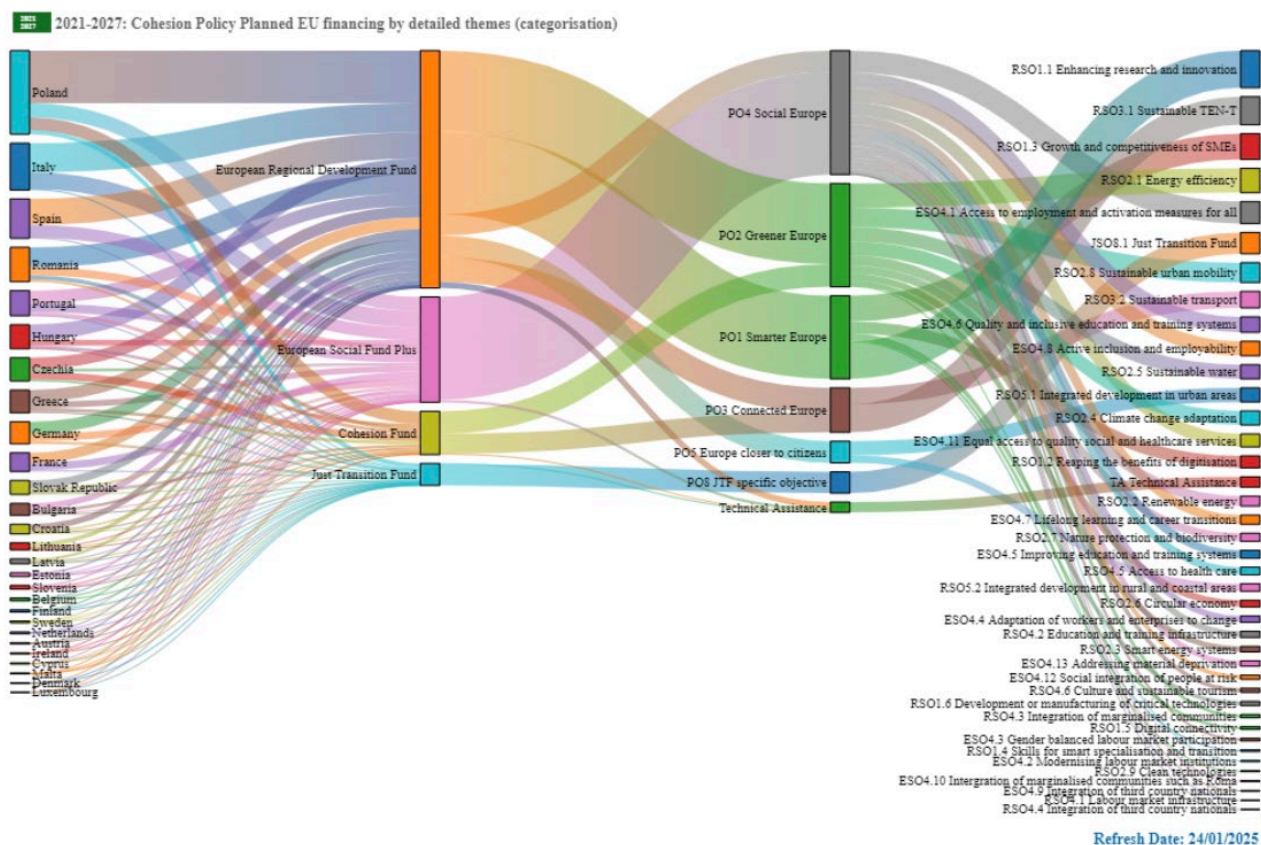 2021
2027
2021-2027: Cohesion Policy Planned EU financing by detailed themes (categorisation)
Poland
Italy
Spain
Romania
Portugal
Hungary
Czechia
Greece
Germany
France
Slovak Republic
Bulgaria
Croatia
Lithuania
Latvia
Estonia
Slovenia
Belgium
Finland
Sweden
Netherlands
Austria
Ireland
Cyprus
Malta
Denmark
Luxembourg
European Regional Development Fund
European Social Fund Plus
Cohesion Fund
Just Transition Fund
PO4 Social Europe
PO2 Greener Europe
PO1 Smarter Europe
PO3 Connected Europe
PO5 Europe closer to citizens
PO8 JTF specific objective
Technical Assistance
RSO1.1 Enhancing research and innovation
RSO3.1 Sustainable TEN-T
RSO1.3 Growth and competitiveness of SMEs
RSO2.1 Energy efficiency
ESO4.1 Access to employment and activation measures for all
JSO8.1 Just Transition Fund
RSO2.8 Sustainable urban mobility
RSO3.2 Sustainable transport
ESO4.6 Quality and inclusive education and training systems
ESO4.8 Active inclusion and employability
RSO2.5 Sustainable water
RSO5.1 Integrated development in urban areas
RSO2.4 Climate change adaptation
ESO4.11 Equal access to quality social and healthcare services
RSO1.2 Reaping the benefits of digitisation
TA Technical Assistance
RSO2.2 Renewable energy
ESO4.7 Lifelong learning and career transitions
RSO2.7 Nature protection and biodiversity
ESO4.5 Improving education and training systems
RSO4.5 Access to health care
RSO5.2 Integrated development in rural and coastal areas
RSO2.6 Circular economy
ESO4.4 Adaptation of workers and enterprises to change
RSO4.2 Education and training infrastructure
RSO2.3 Smart energy systems
ESO4.13 Addressing material deprivation
ESO4.12 Social integration of people at risk
RSO4.6 Culture and sustainable tourism
RSO1.6 Development or manufacturing of critical technologies
RSO4.3 Integration of marginalised communities
RSO1.5 Digital connectivity
ESO4.3 Gender balanced labour market participation
RSO1.4 Skills for smart specialisation and transition
ESO4.2 Modernising labour market institutions
RSO2.9 Clean technologies
ESO4.10 Intergration of marginalised communities such as Roma
ESO4.9 Integration of third country nationals
RSO4.1 Labour market infrastructure
RSO4.4 Integration of third country nationals
Refresh Date: 24/01/2025